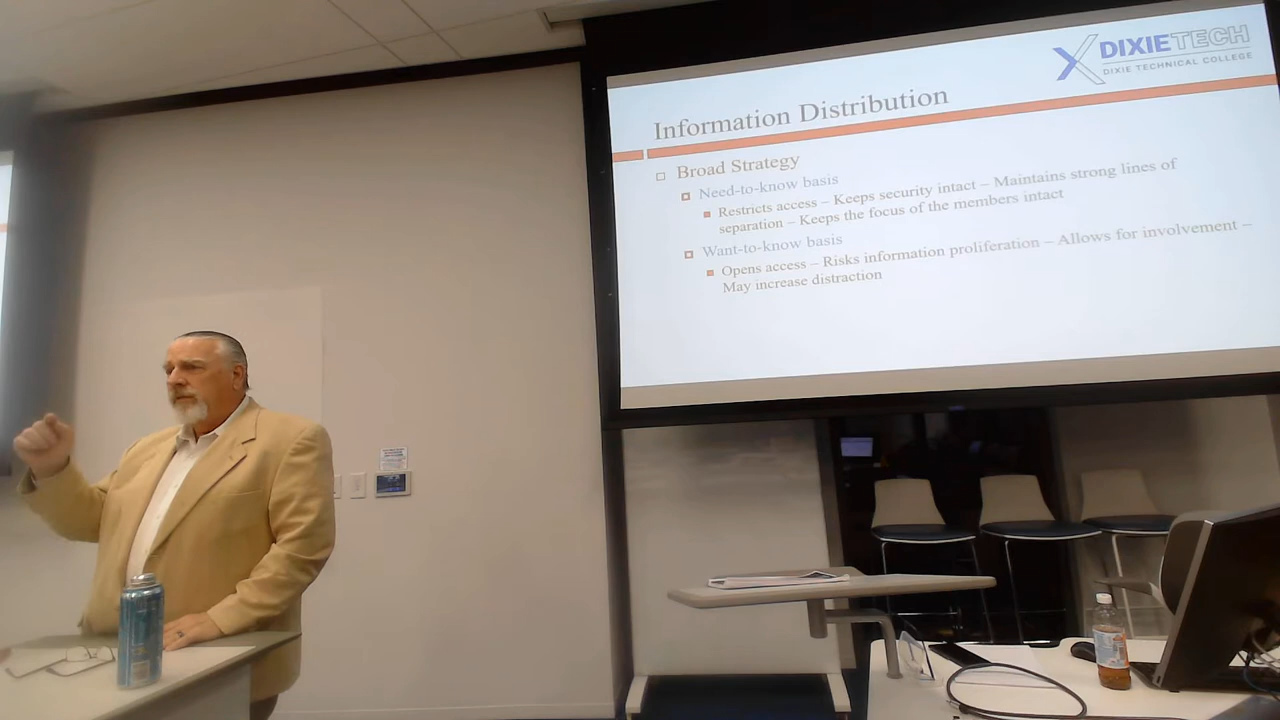 DIXIETECH
DIXIE TECHNICAL COLLEGE
Information Distribution
Broad Strategy
Need-to-know basis
Restricts access – Keeps security intact – Maintains strong lines of
separation – Keeps the focus of the members intact
Want-to-know basis
Opens access – Risks information proliferation – Allows for involvement –
May increase distraction